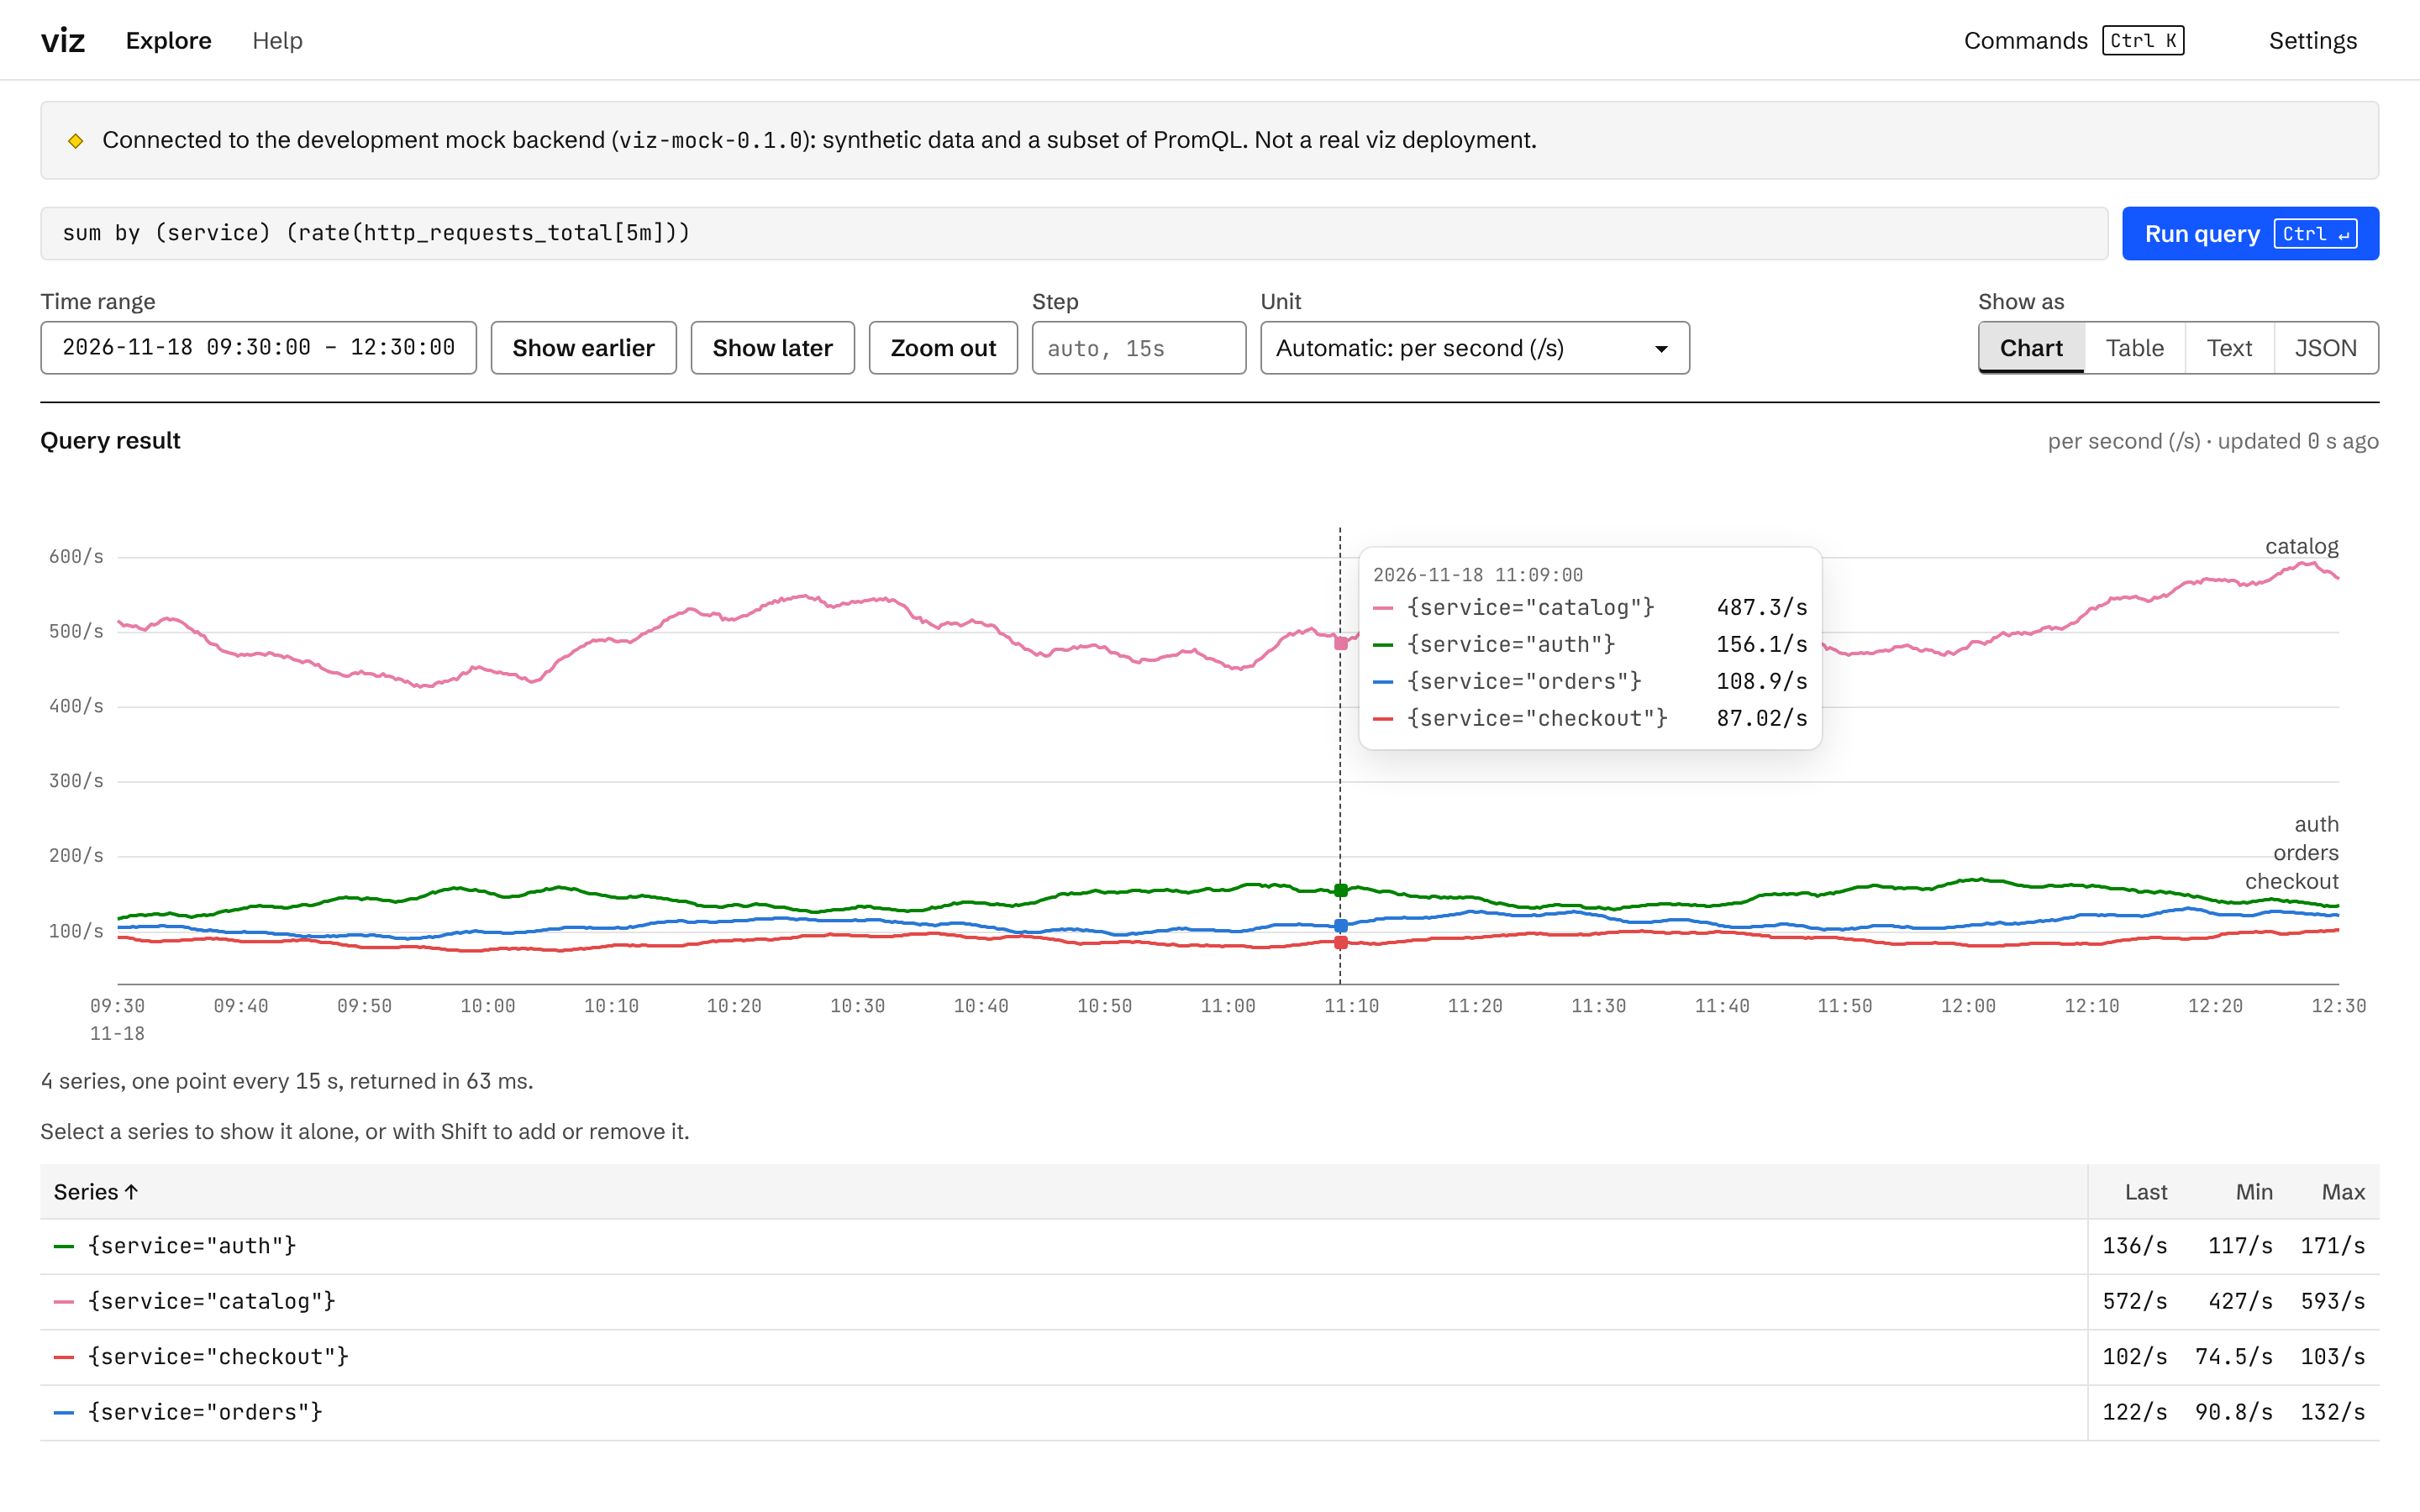 viz Explore Help Commands Ctrl K Settings
Connected to the development mock backend (viz-mock-0.1.0): synthetic data and a subset of PromQL. Not a real viz deployment.
sum by (service) (rate(http_requests_total[5m])) Run query Ctrl ↵
Time range Step Unit Show as
2026-11-18 09:30:00 – 12:30:00 Show earlier Show later Zoom out auto, 15s Automatic: per second (/s) Chart Table Text JSON
Query result per second (/s) · updated 0 s ago
600/s
500/s
400/s
300/s
200/s
100/s
catalog
2026-11-18 11:09:00
{service="catalog"} 487.3/s
{service="auth"} 156.1/s
{service="orders"} 108.9/s
{service="checkout"} 87.02/s
auth
orders
checkout
09:30 09:40 09:50 10:00 10:10 10:20 10:30 10:40 10:50 11:00 11:10 11:20 11:30 11:40 11:50 12:00 12:10 12:20 12:30
11-18
4 series, one point every 15 s, returned in 63 ms.
Select a series to show it alone, or with Shift to add or remove it.
Series ↑ Last Min Max
{service="auth"} 136/s 117/s 171/s
{service="catalog"} 572/s 427/s 593/s
{service="checkout"} 102/s 74.5/s 103/s
{service="orders"} 122/s 90.8/s 132/s